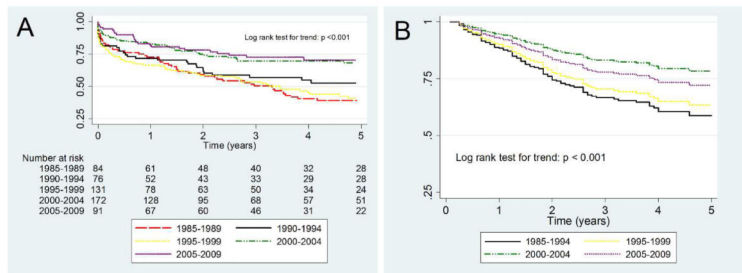 A
Log rank test for trend: p <0.001
1.00
0.75
0.50
0.25
0 1 2 3 4 5
Time (years)
Number at risk
1985-1989 84 61 48 40 32 28
1990-1994 76 52 43 33 29 28
1995-1999 131 78 63 50 34 24
2000-2004 172 128 95 68 57 51
2005-2009 91 67 60 46 31 22
1985-1989 1990-1994
1995-1999 2000-2004
2005-2009
B
1
.75
.5
.25
Log rank test for trend: p < 0.001
0 1 2 3 4 5
Time (years)
1985-1994 1995-1999
2000-2004 2005-2009